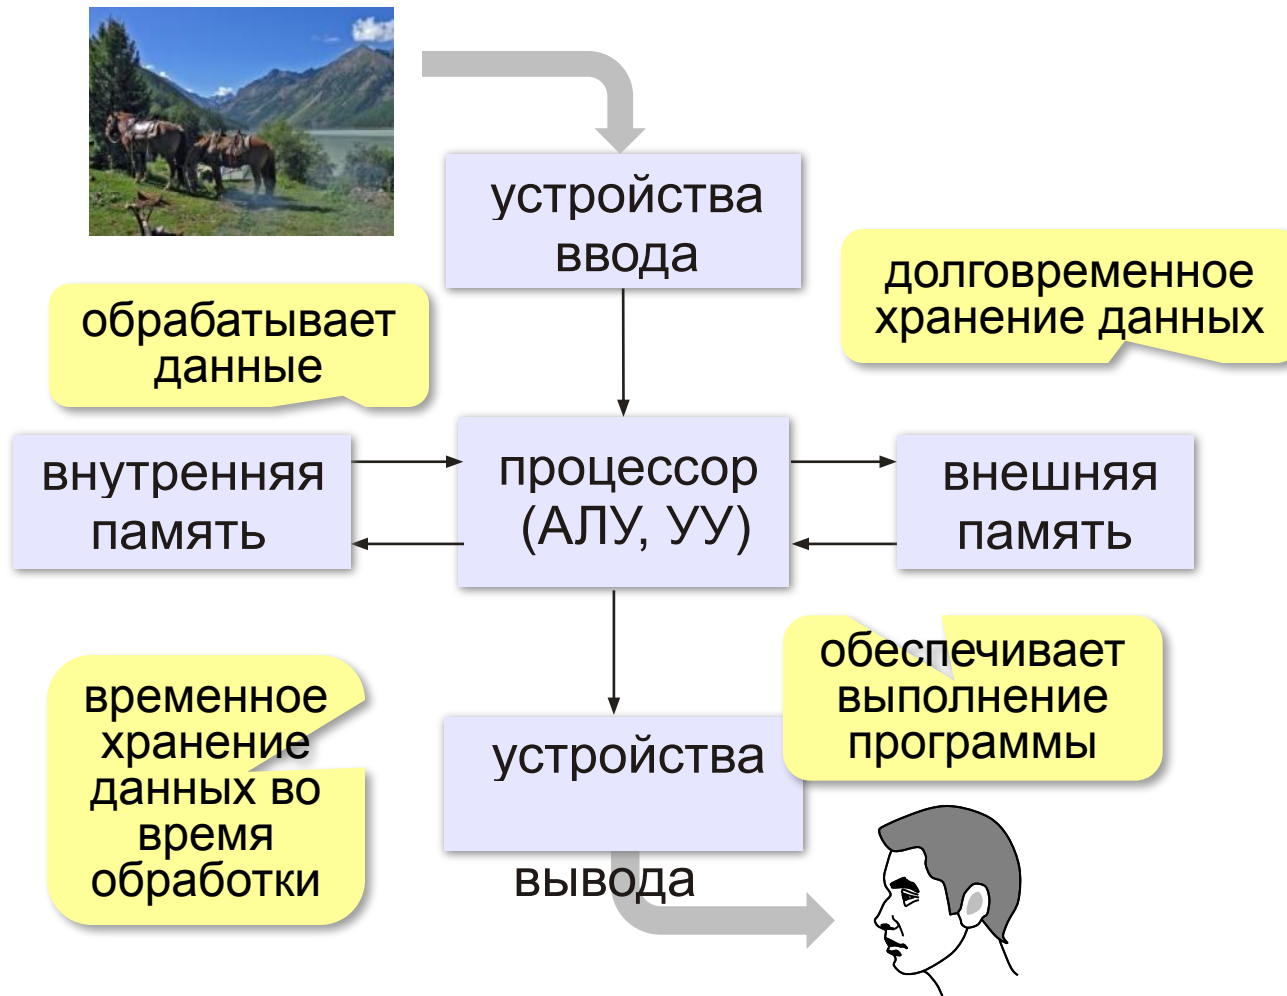 устройства
ввода
долговременное
хранение данных
обрабатывает
данные
внутренняя
память
процессор
(АЛУ, УУ)
внешняя
память
обеспечивает
выполнение
программы
временное
хранение
данных во
время
обработки
устройства
вывода